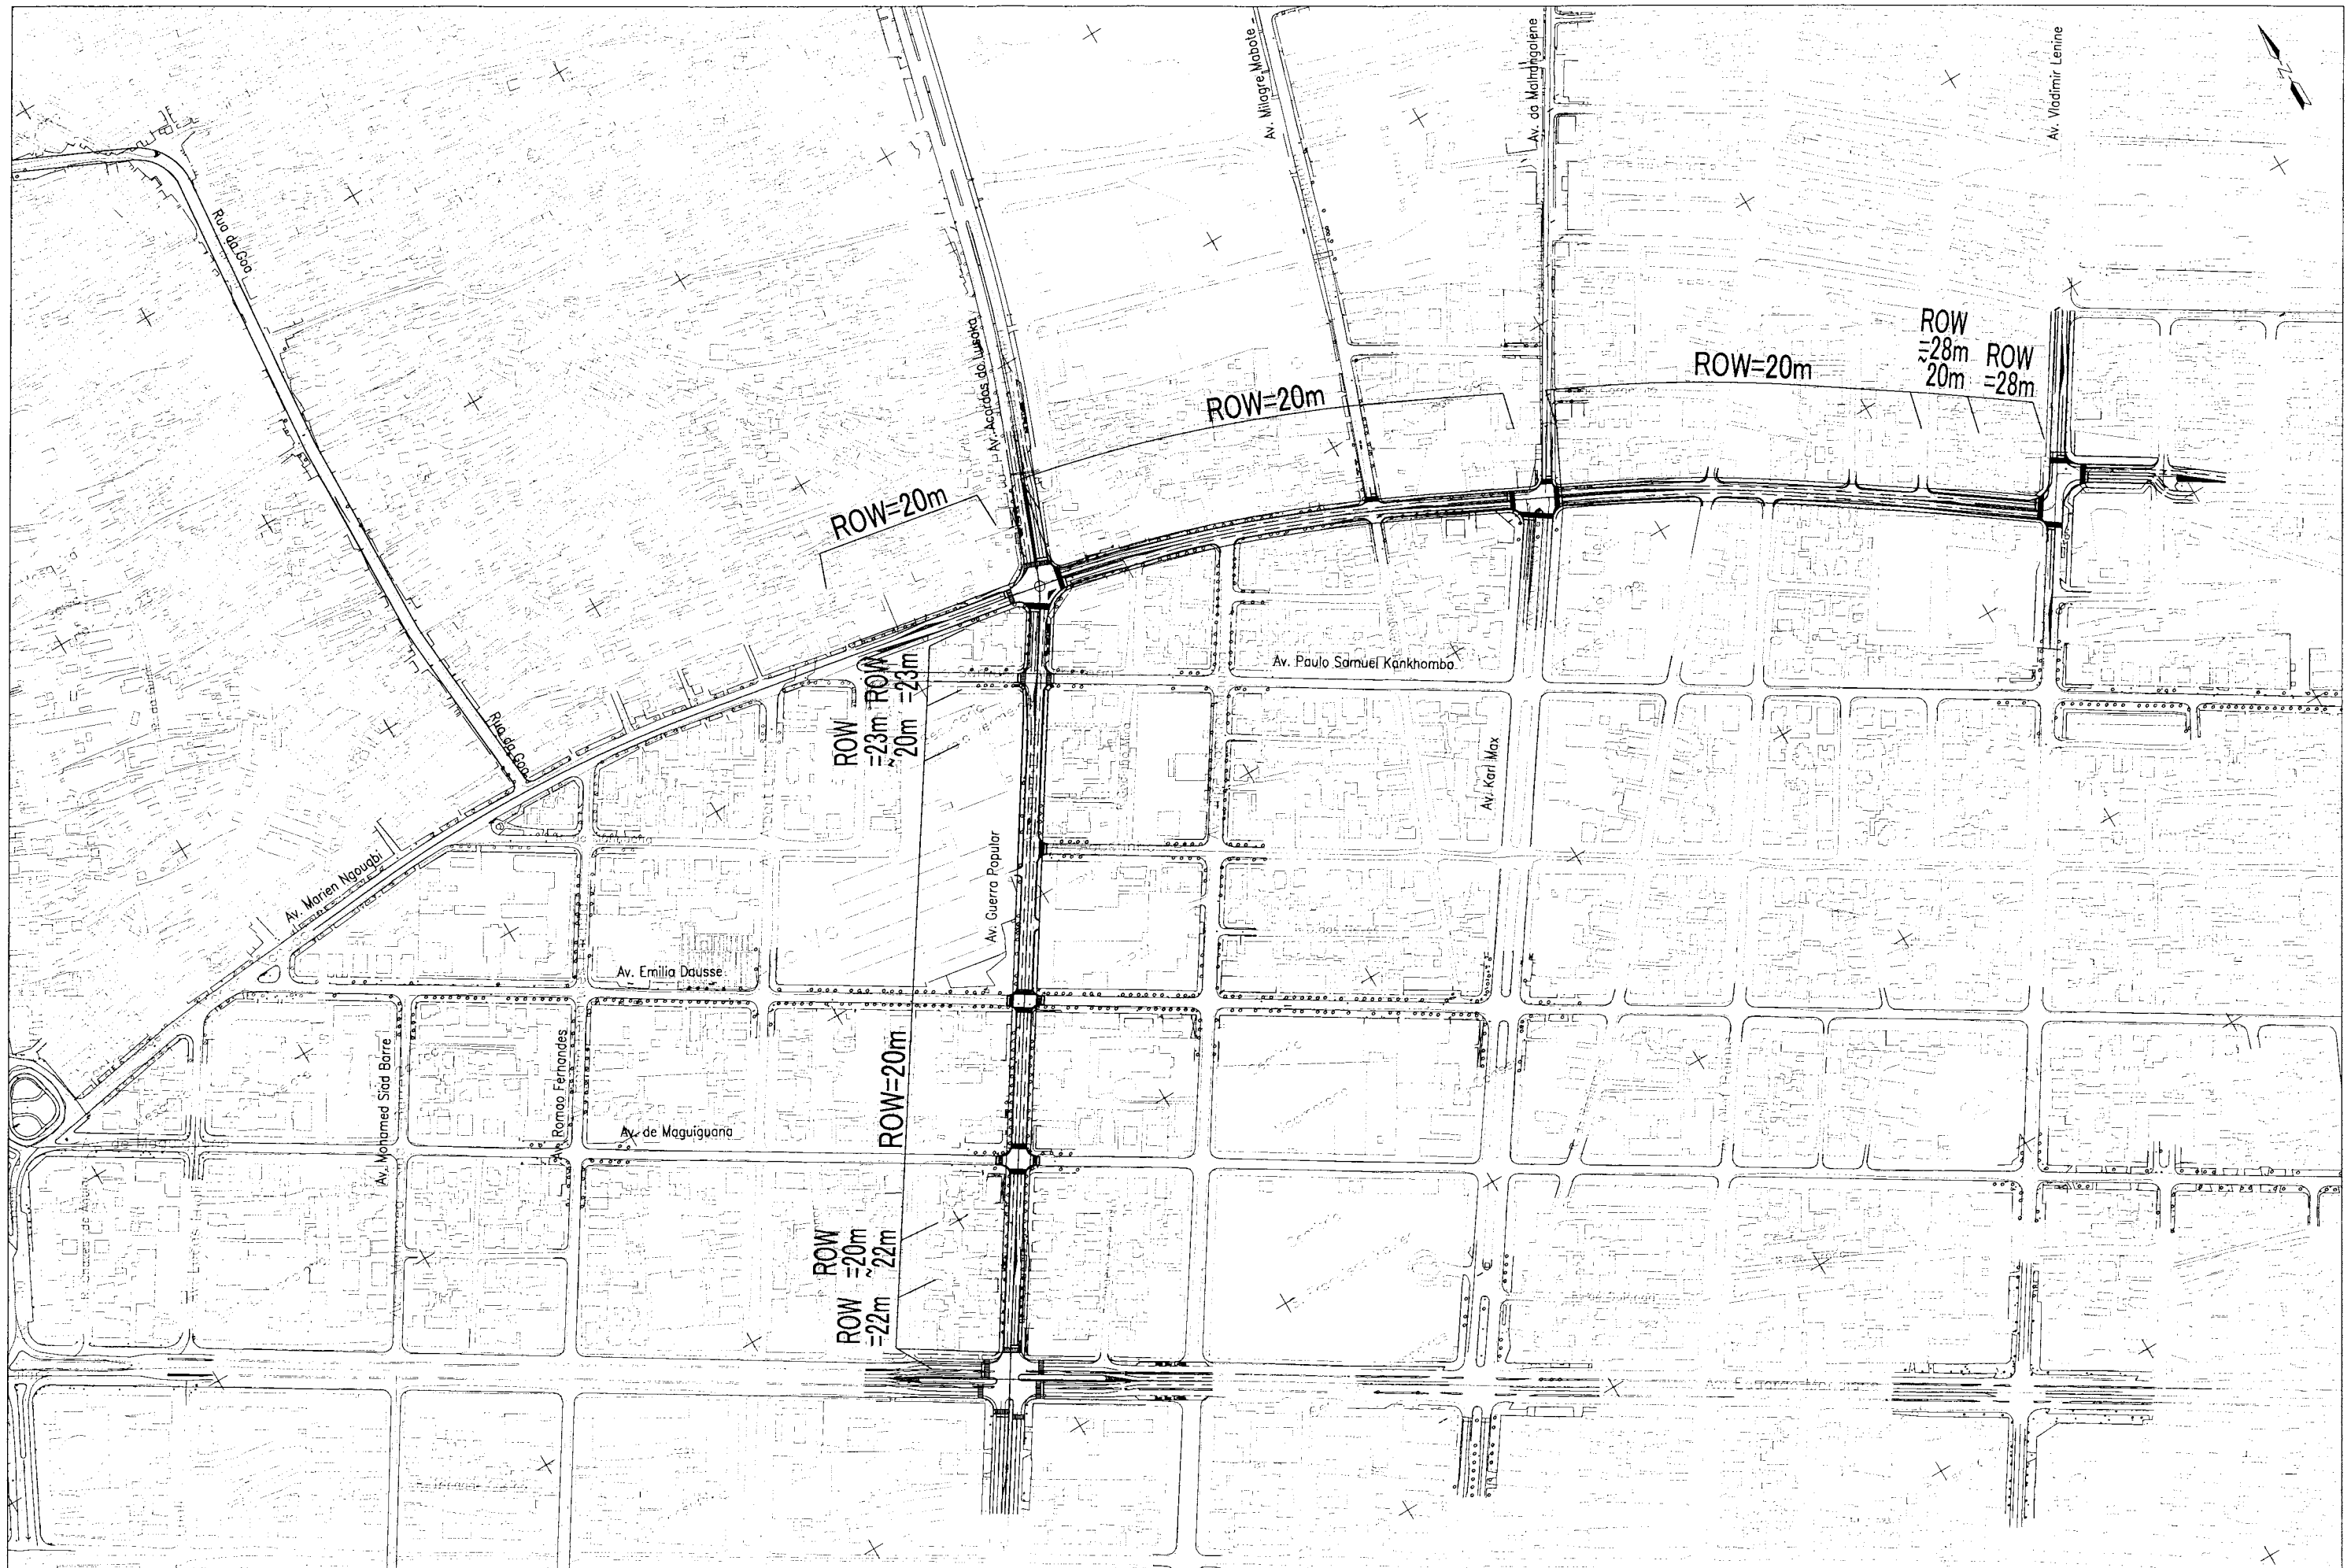 Av. Milagre Mabote
Av. da Malhangalene
Av. Vladimir Lenine
N
Rua da Goa
Av. Acordos do Lusaka
ROW
=28m
~
20m
ROW
=28m
ROW=20m
ROW=20m
ROW=20m
Av. Paulo Samuel Kankhomba
ROW
=23m
~
20m
ROW
=23m
Rua da Goa
Av. Karl Max
Av. Guerra Popular
Av. Marien Ngouabi
Av. Emilia Dausse
ROW=20m
Av. Mohamed Siad Barre
Av. Romao Fernandes
Av. de Maguiguana
ROW
=20m
~
22m
ROW
=22m